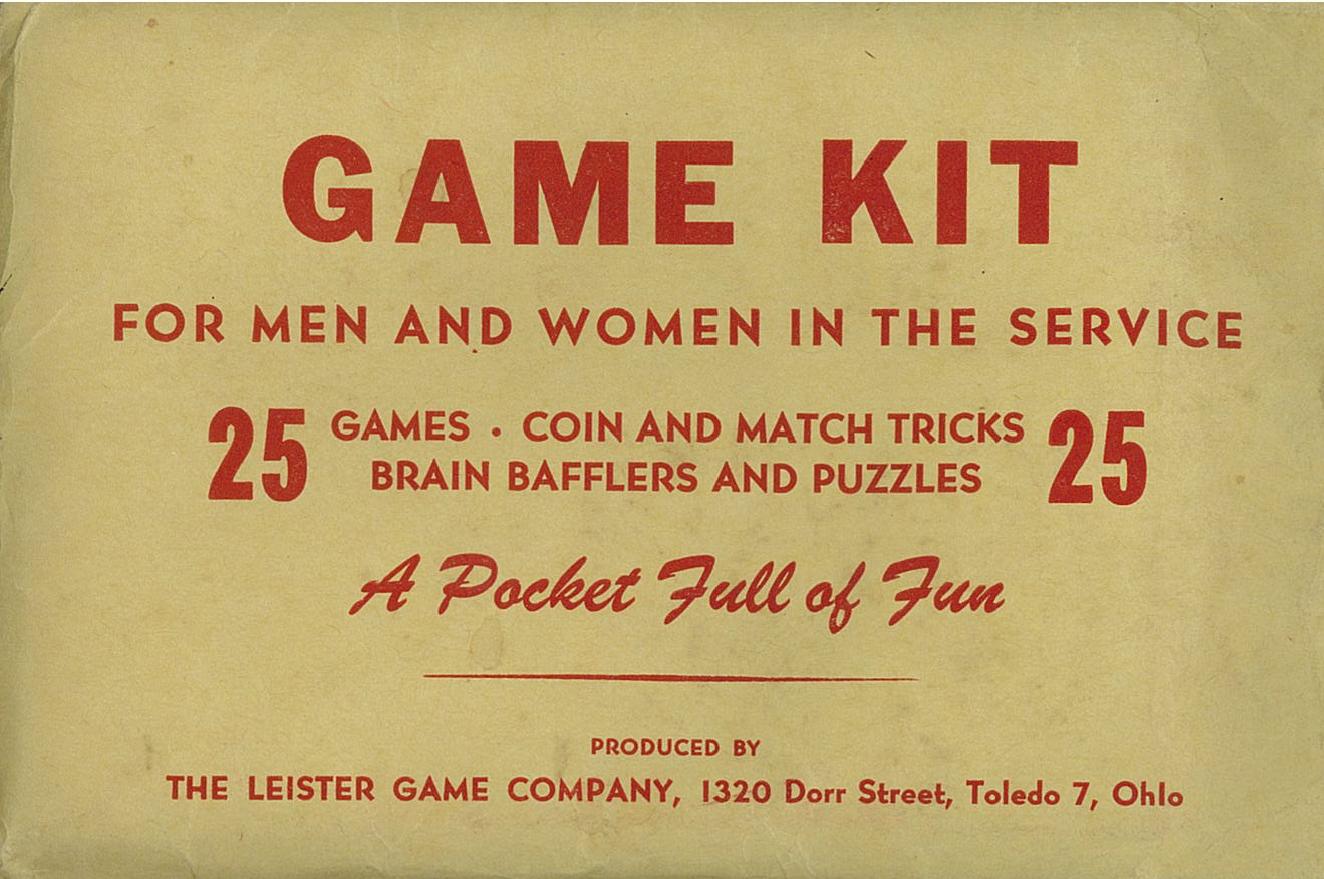 GAME KIT
FOR MEN AND WOMEN IN THE SERVICE
25 GAMES • COIN AND MATCH TRICKS 25
BRAIN BAFFLERS AND PUZZLES
A Pocket Full of Fun
PRODUCED BY
THE LEISTER GAME COMPANY, 1320 Dorr Street, Toledo 7, Ohlo